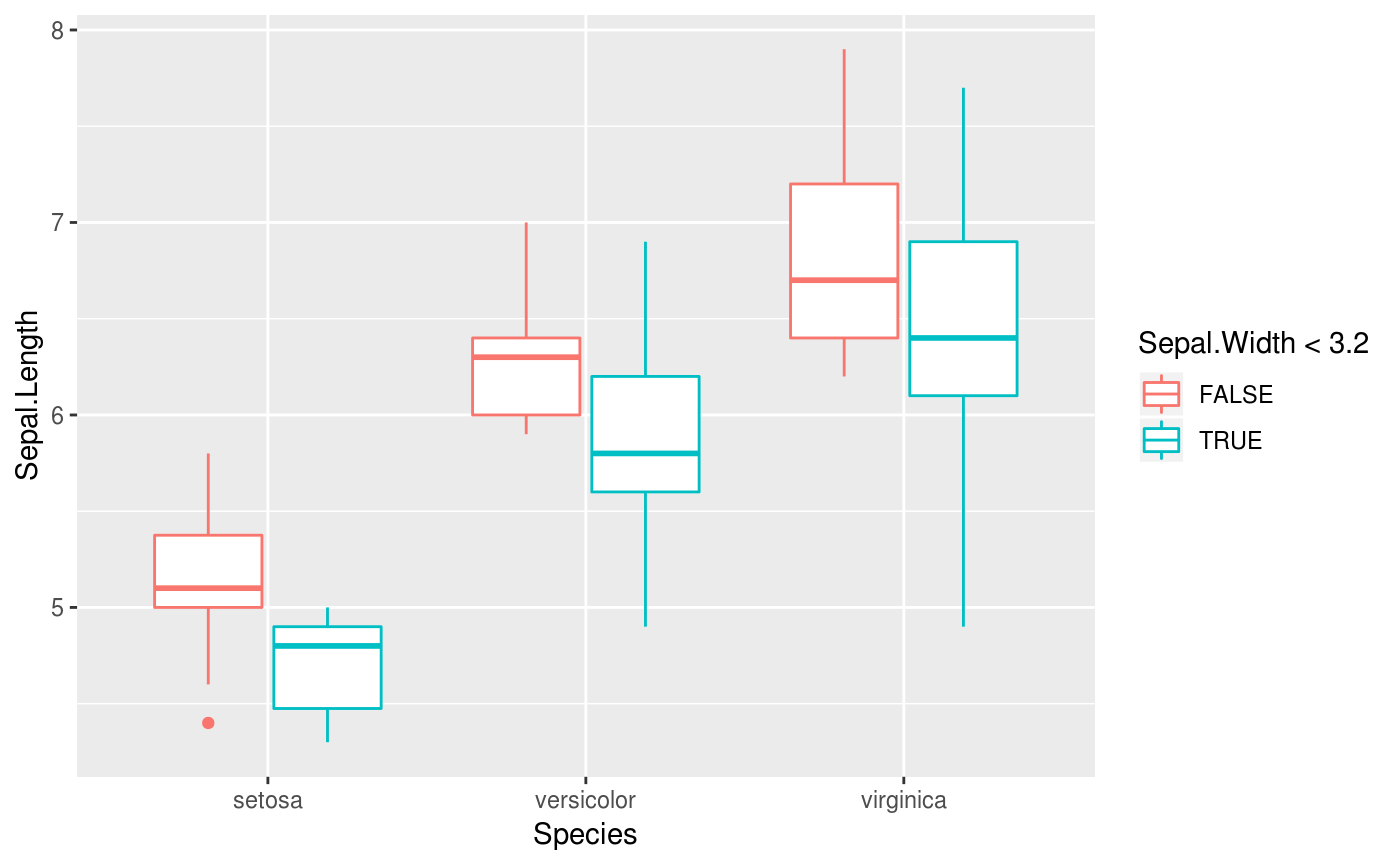 8
7
6
5
Sepal.Length
setosa
versicolor
virginica
Species
Sepal.Width < 3.2
FALSE
TRUE